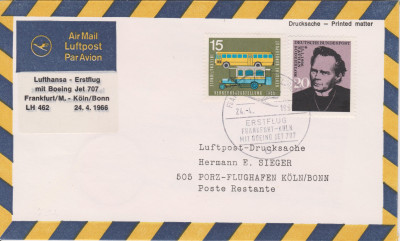 Air Mail
Luftpost
Par Avion
Drucksache — Printed matter
Lufthansa - Erstflug
mit Boeing Jet 707
Frankfurt/M. - Köln/Bonn
LH 462 24. 4. 1966
15
20
ERSTFLUG
FRANKFURT-KÖLN
MIT BOEING JET 707
Luftpost-Drucksache
Hermann E. SIEGER
505 PORZ-FLUGHAFEN KÖLN/BONN
Poste Restante